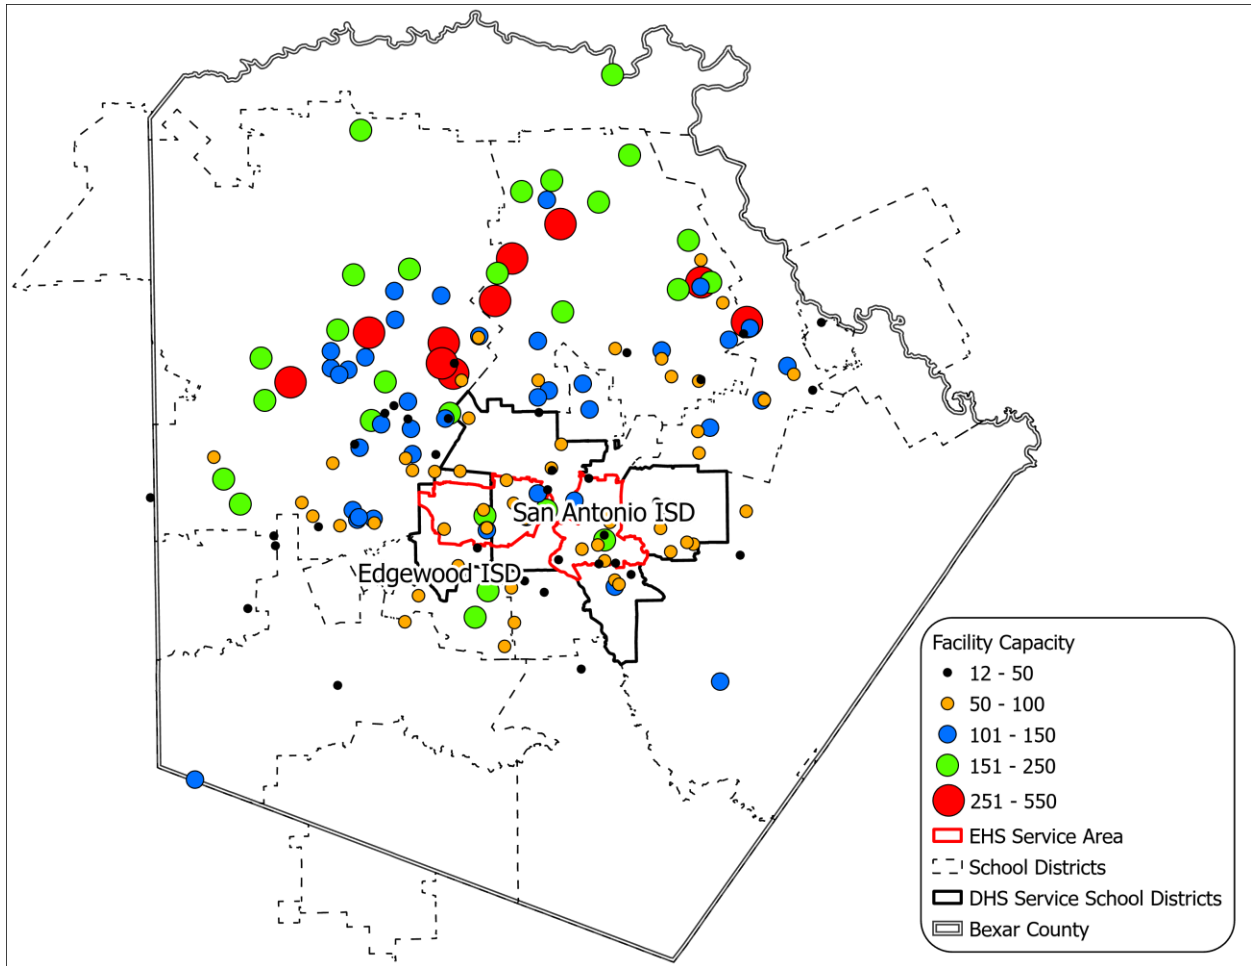 San Antonio ISD
Edgewood ISD
Facility Capacity
12 - 50
50 - 100
101 - 150
151 - 250
251 - 550
EHS Service Area
School Districts
DHS Service School Districts
Bexar County